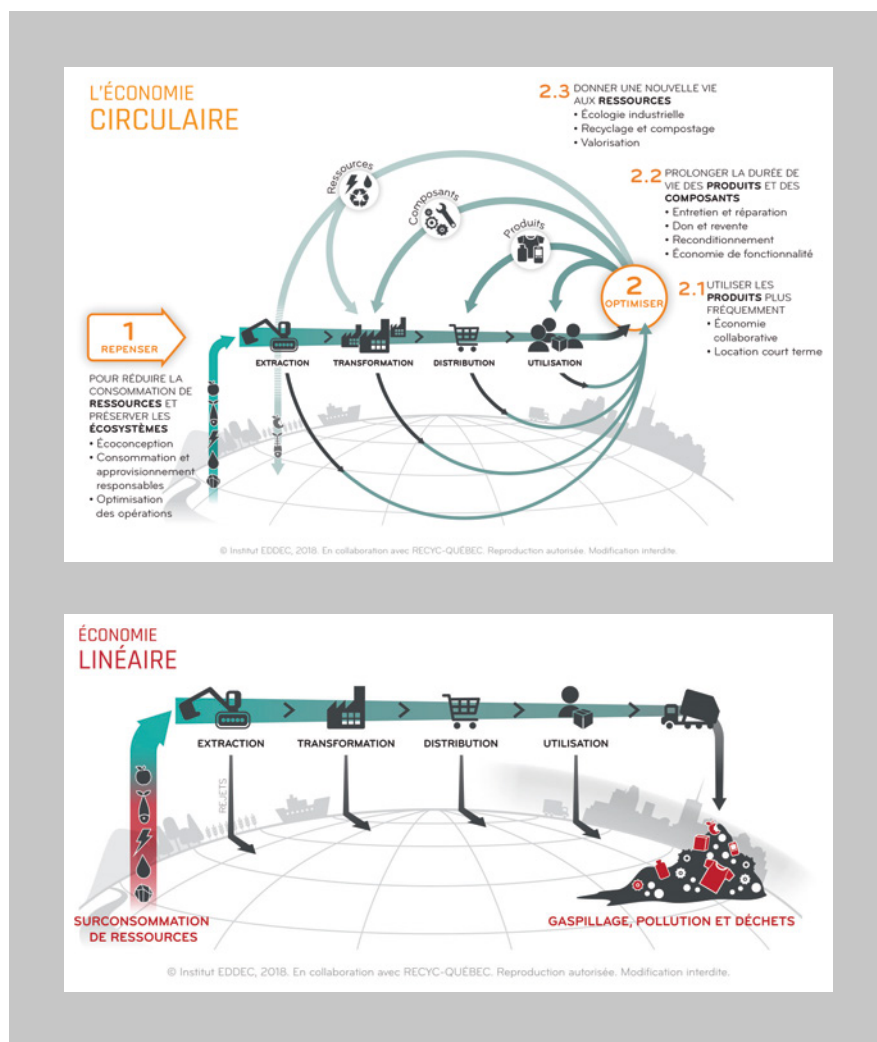 L'ÉCONOMIE
CIRCULAIRE
2.3 DONNER UNE NOUVELLE VIE
AUX RESSOURCES
• Écologie industrielle
• Recyclage et compostage
• Valorisation
2.2 PROLONGER LA DURÉE DE
VIE DES PRODUITS ET DES
COMPOSANTS
• Entretien et réparation
• Don et revente
• Reconditionnement
• Économie de fonctionnalité
Ressources
Composants
Produits
2
OPTIMISER
2.1 UTILISER LES
PRODUITS PLUS
FRÉQUEMMENT
• Économie
collaborative
• Location court terme
1
REPENSER
EXTRACTION
TRANSFORMATION
DISTRIBUTION
UTILISATION
POUR RÉDUIRE LA
CONSOMMATION DE
RESSOURCES ET
PRÉSERVER LES
ÉCOSYSTÈMES
• Écoconception
• Consommation et
approvisionnement
responsables
• Optimisation
des opérations
© Institut EDDEC, 2018. En collaboration avec RECYC-QUÉBEC. Reproduction autorisée. Modification interdite.
ÉCONOMIE
LINÉAIRE
EXTRACTION
TRANSFORMATION
DISTRIBUTION
UTILISATION
REJETS
SURCONSOMMATION
DE RESSOURCES
GASPILLAGE, POLLUTION ET DÉCHETS
© Institut EDDEC, 2018. En collaboration avec RECYC-QUÉBEC. Reproduction autorisée. Modification interdite.